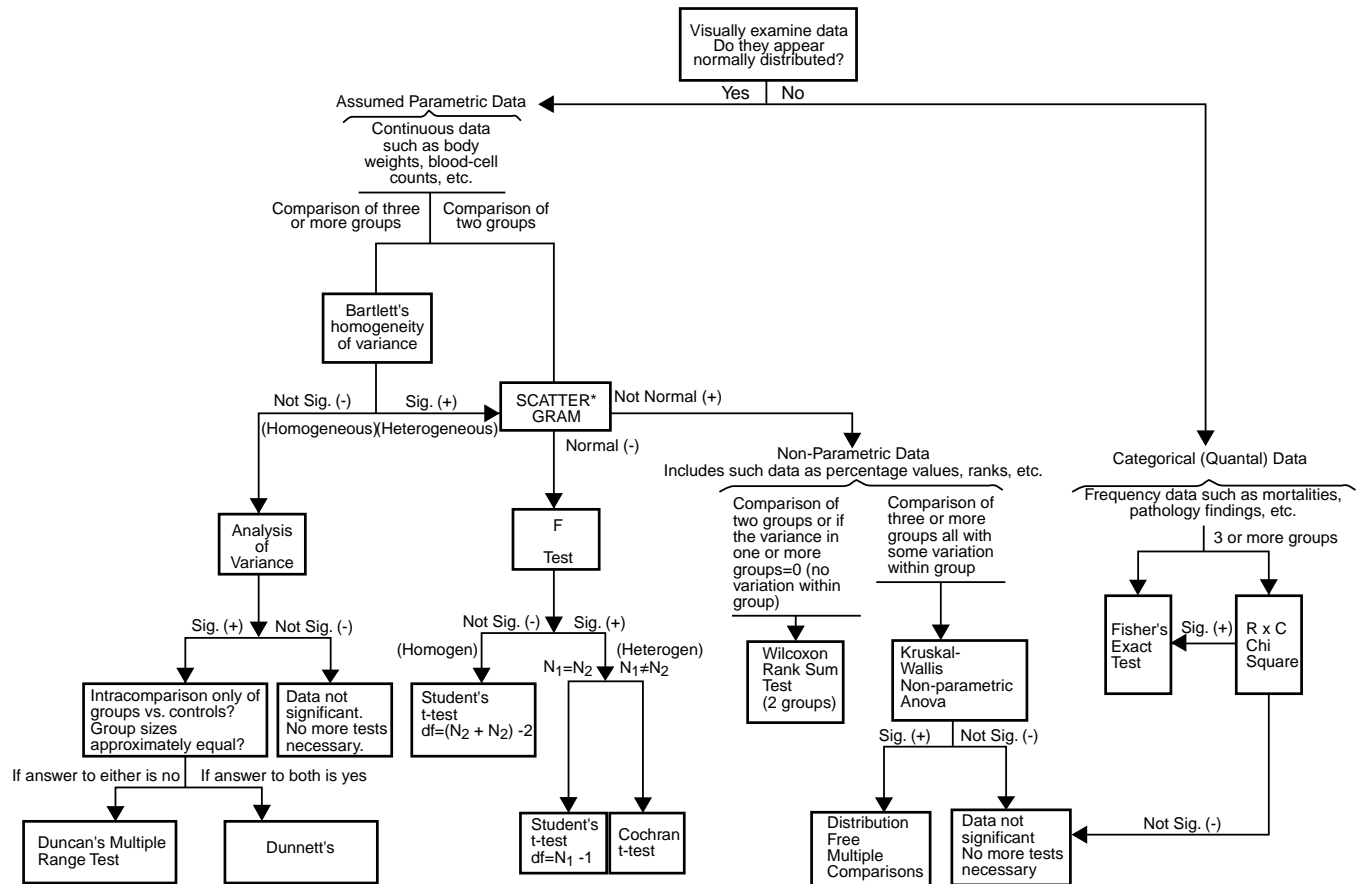 Visually examine data
Do they appear
normally distributed?
Yes
No
Assumed Parametric Data
Continuous data
such as body
weights, blood-cell
counts, etc.
Comparison of three
or more groups
Comparison of
two groups
Bartlett's
homogeneity
of variance
Not Sig. (-)
(Homogeneous)
Sig. (+)
(Heterogeneous)
SCATTER*
GRAM
Not Normal (+)
Normal (-)
Non-Parametric Data
Includes such data as percentage values, ranks, etc.
Categorical (Quantal) Data
Frequency data such as mortalities,
pathology findings, etc.
3 or more groups
Comparison of
two groups or if
the variance in
one or more
groups=0 (no
variation within
group)
Comparison of
three or more
groups all with
some variation
within group
Analysis
of
Variance
F
Test
Fisher's
Exact
Test
Sig. (+)
R x C
Chi
Square
Sig. (+)
Not Sig. (-)
Not Sig. (-)
Sig. (+)
(Homogen)
(Heterogen)
N₁=N₂
N₁≠N₂
Wilcoxon
Rank Sum
Test
(2 groups)
Kruskal-
Wallis
Non-parametric
Anova
Intracomparison only of
groups vs. controls?
Group sizes
approximately equal?
Data not
significant.
No more tests
necessary.
Student's
t-test
df=(N₂ + N₂) -2
Sig. (+)
Not Sig. (-)
If answer to either is no
If answer to both is yes
Duncan's Multiple
Range Test
Dunnett's
Student's
t-test
df=N₁ -1
Cochran
t-test
Distribution
Free
Multiple
Comparisons
Data not
significant
No more tests
necessary
Not Sig. (-)